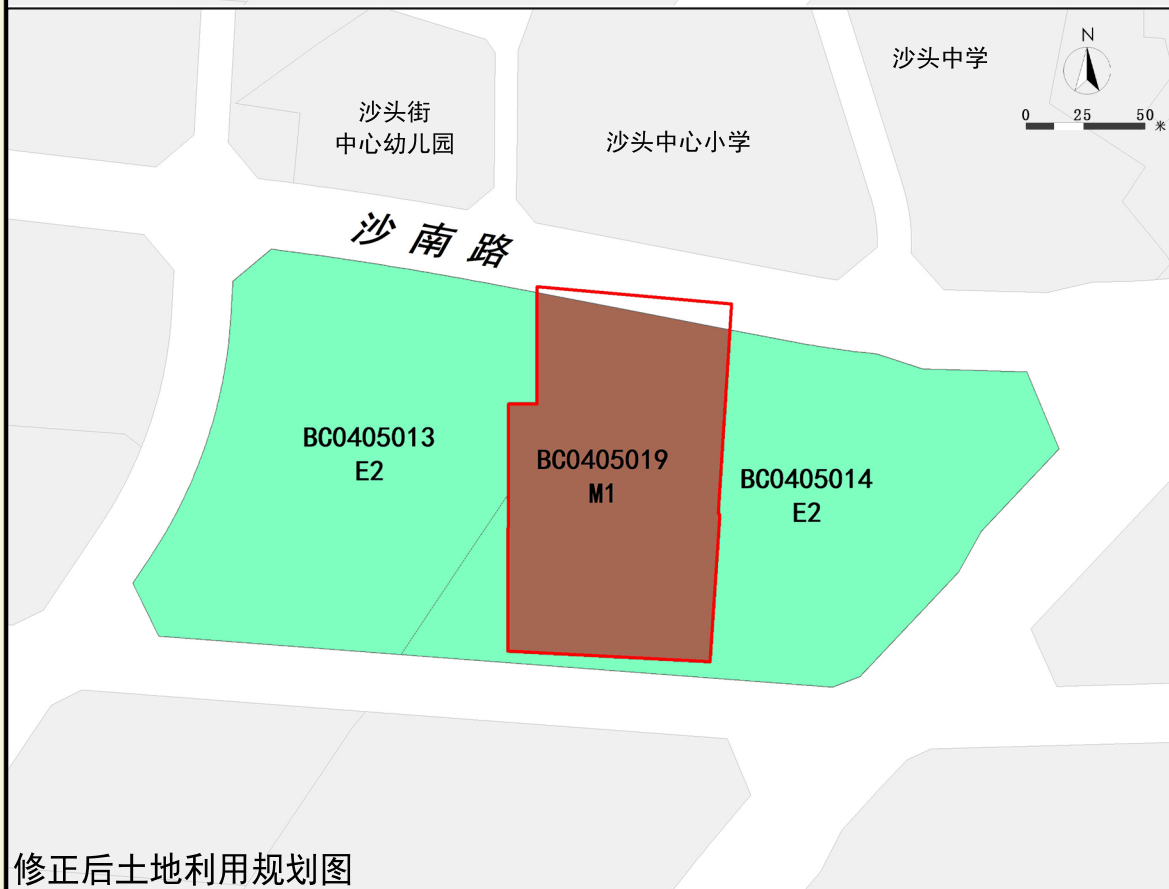 沙头中学
N
0 25 50 米
沙头街
中心幼儿园
沙头中心小学
沙南路
BC0405013
E2
BC0405019
M1
BC0405014
E2
修正后土地利用规划图